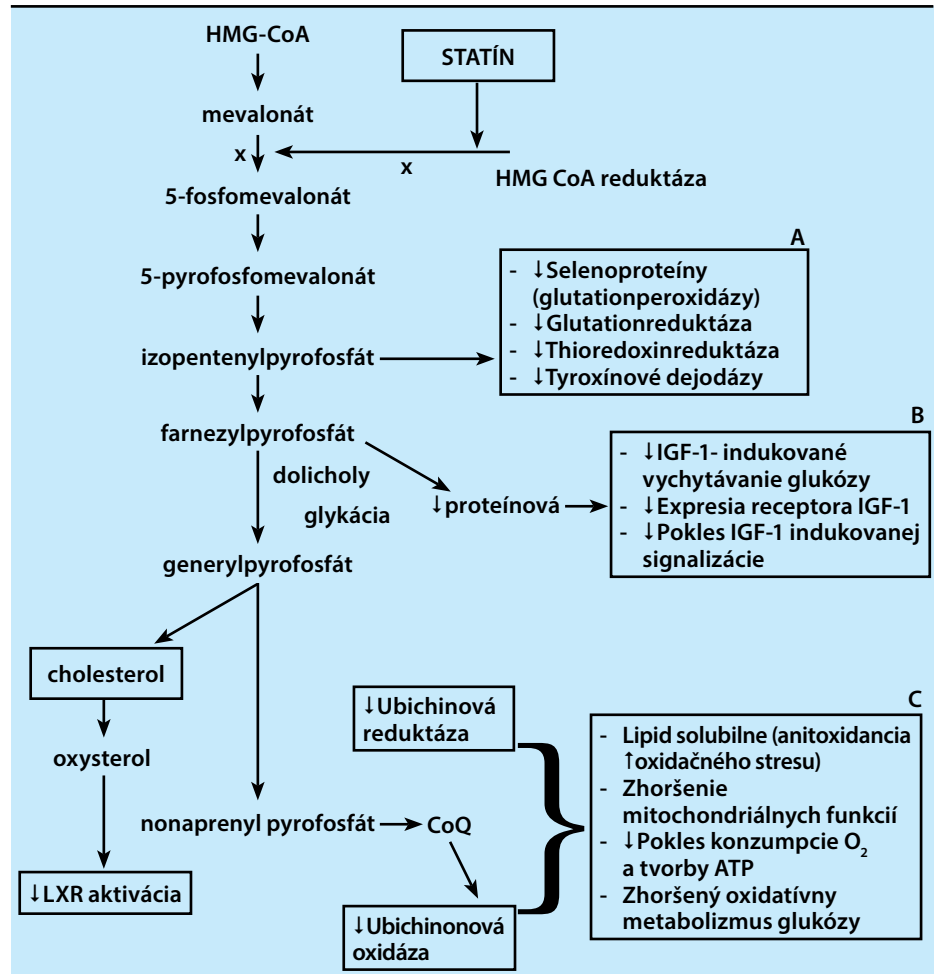 HMG-CoA
STATÍN
mevalonát
x
x
HMG CoA reduktáza
5-fosfomevalonát
5-pyrofosfomevalonát
izopentenylpyrofosfát
A
- ↓Selenoproteíny
(glutationperoxidázy)
- ↓Glutationreduktáza
- ↓Thioredoxinreduktáza
- ↓Tyroxínové dejodázy
farnezylpyrofosfát
dolicholy
glykácia
↓proteínová
B
- ↓IGF-1- indukované
vychytávanie glukózy
- ↓Expresia receptora IGF-1
- ↓Pokles IGF-1 indukovanej
signalizácie
generylpyrofosfát
cholesterol
oxysterol
↓LXR aktivácia
nonaprenyl pyrofosfát
CoQ
↓Ubichinová
reduktáza
↓Ubichinonová
oxidáza
C
- Lipid solubilne (anitoxidancia
↑oxidačného stresu)
- Zhoršenie
mitochondriálnych funkcií
- ↓Pokles konzumpcie O₂
a tvorby ATP
- Zhoršený oxidatívny
metabolizmus glukózy